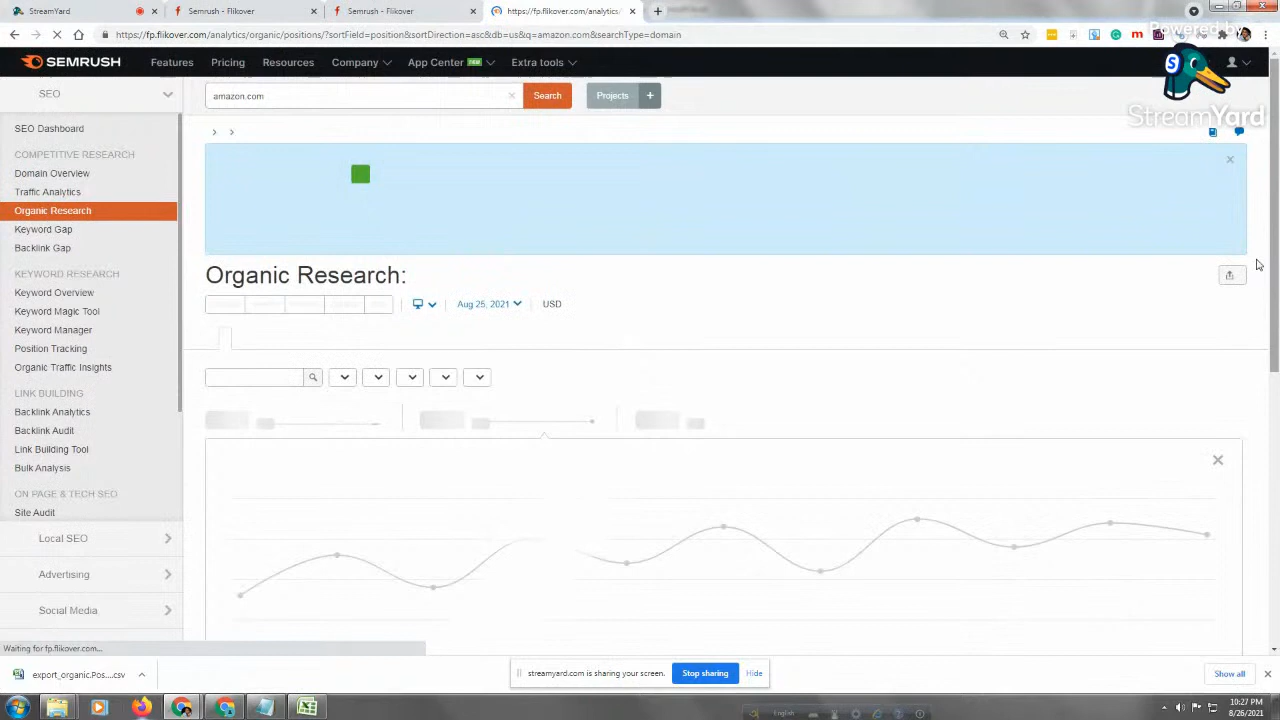 StreamYard
Semrush - Flikover
Semrush - Flikover
https://fp.flikover.com/analytics/
https://fp.flikover.com/analytics/organic/positions/?sortField=position&sortDirect
=amazon.com&searchType=domain
Powered by
StreamYard
SEMRUSH
Features
Pricing
Resources
Company
App Center NEW
Extra tools
SEO
amazon.com
Search
Projects
SEO Dashboard
COMPETITIVE RESEARCH
Domain Overview
Traffic Analytics
Organic Research
Keyword Gap
Backlink Gap
KEYWORD RESEARCH
Keyword Overview
Keyword Magic Tool
Keyword Manager
Position Tracking
Organic Traffic Insights
LINK BUILDING
Backlink Analytics
Backlink Audit
Link Building Tool
Bulk Analysis
ON PAGE & TECH SEO
Site Audit
Local SEO
Advertising
Social Media
Organic Research:
Aug 25, 2021
USD
Waiting for fp.flikover.com...
export_organic.Pos....csv
streamyard.com is sharing your screen.
Stop sharing
Hide
Show all
English
10:27 PM
8/26/2021